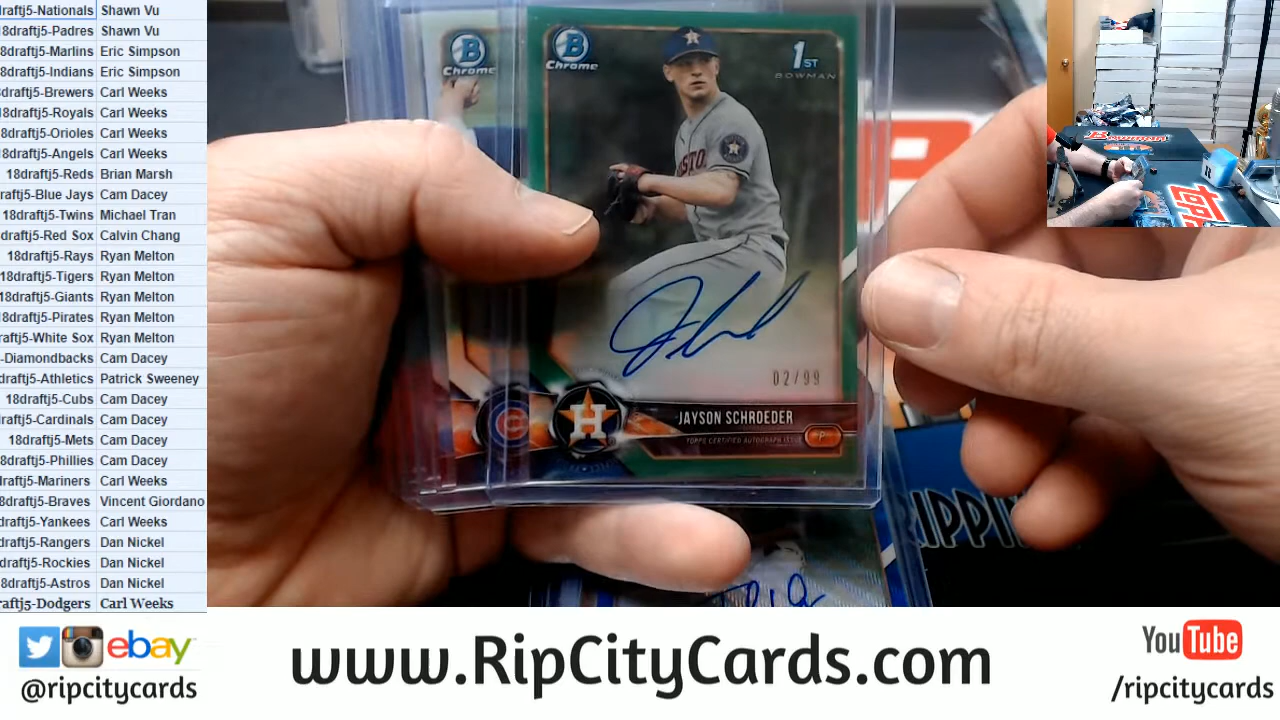 raftj5-Nationals Shawn Vu
18draftj5-Padres Shawn Vu
8draftj5-Marlins Eric Simpson
8draftj5-Indians Eric Simpson
draftj5-Brewers Carl Weeks
8draftj5-Royals Carl Weeks
8draftj5-Orioles Carl Weeks
8draftj5-Angels Carl Weeks
18draftj5-Reds Brian Marsh
raftj5-Blue Jays Cam Dacey
18draftj5-Twins Michael Tran
draftj5-Red Sox Calvin Chang
18draftj5-Rays Ryan Melton
18draftj5-Tigers Ryan Melton
18draftj5-Giants Ryan Melton
8draftj5-Pirates Ryan Melton
raftj5-White Sox Ryan Melton
-Diamondbacks Cam Dacey
draftj5-Athletics Patrick Sweeney
18draftj5-Cubs Cam Dacey
raftj5-Cardinals Cam Dacey
18draftj5-Mets Cam Dacey
draftj5-Phillies Cam Dacey
draftj5-Mariners Carl Weeks
8draftj5-Braves Vincent Giordano
raftj5-Yankees Carl Weeks
draftj5-Rangers Dan Nickel
draftj5-Rockies Dan Nickel
8draftj5-Astros Dan Nickel
raftj5-Dodgers Carl Weeks
B
Chrome
B
Chrome
1ST
BOWMAN
STO
02/99
C
H
JAYSON SCHROEDER
TOPPS CERTIFIED AUTOGRAPH ISSUE
P
IPPIN
BOWMAN
topps
ebay
@ripcitycards
www.RipCityCards.com
YouTube
/ripcitycards